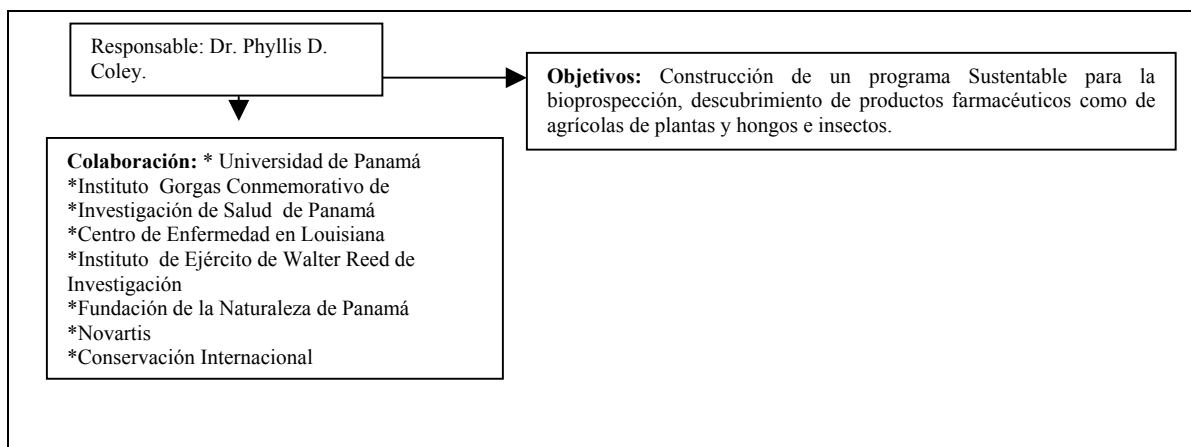 Responsable: Dr. Phyllis D.
Coley.
Objetivos: Construcción de un programa Sustentable para la
bioprospección, descubrimiento de productos farmacéuticos como de
agrícolas de plantas y hongos e insectos.
Colaboración: * Universidad de Panamá
*Instituto Gorgas Conmemorativo de
*Investigación de Salud de Panamá
*Centro de Enfermedad en Louisiana
*Instituto de Ejército de Walter Reed de
Investigación
*Fundación de la Naturaleza de Panamá
*Novartis
*Conservación Internacional